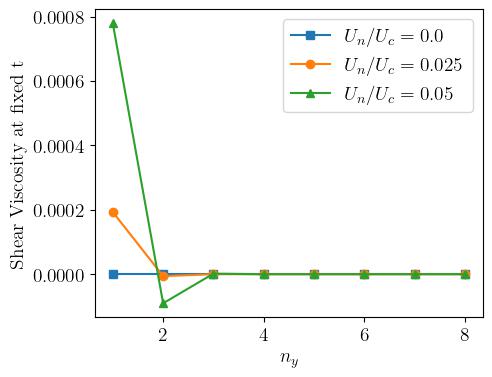 0.0008
0.0006
0.0004
0.0002
0.0000
Shear Viscosity at fixed t
U_n/U_c = 0.0
U_n/U_c = 0.025
U_n/U_c = 0.05
2 4 6 8
n_y